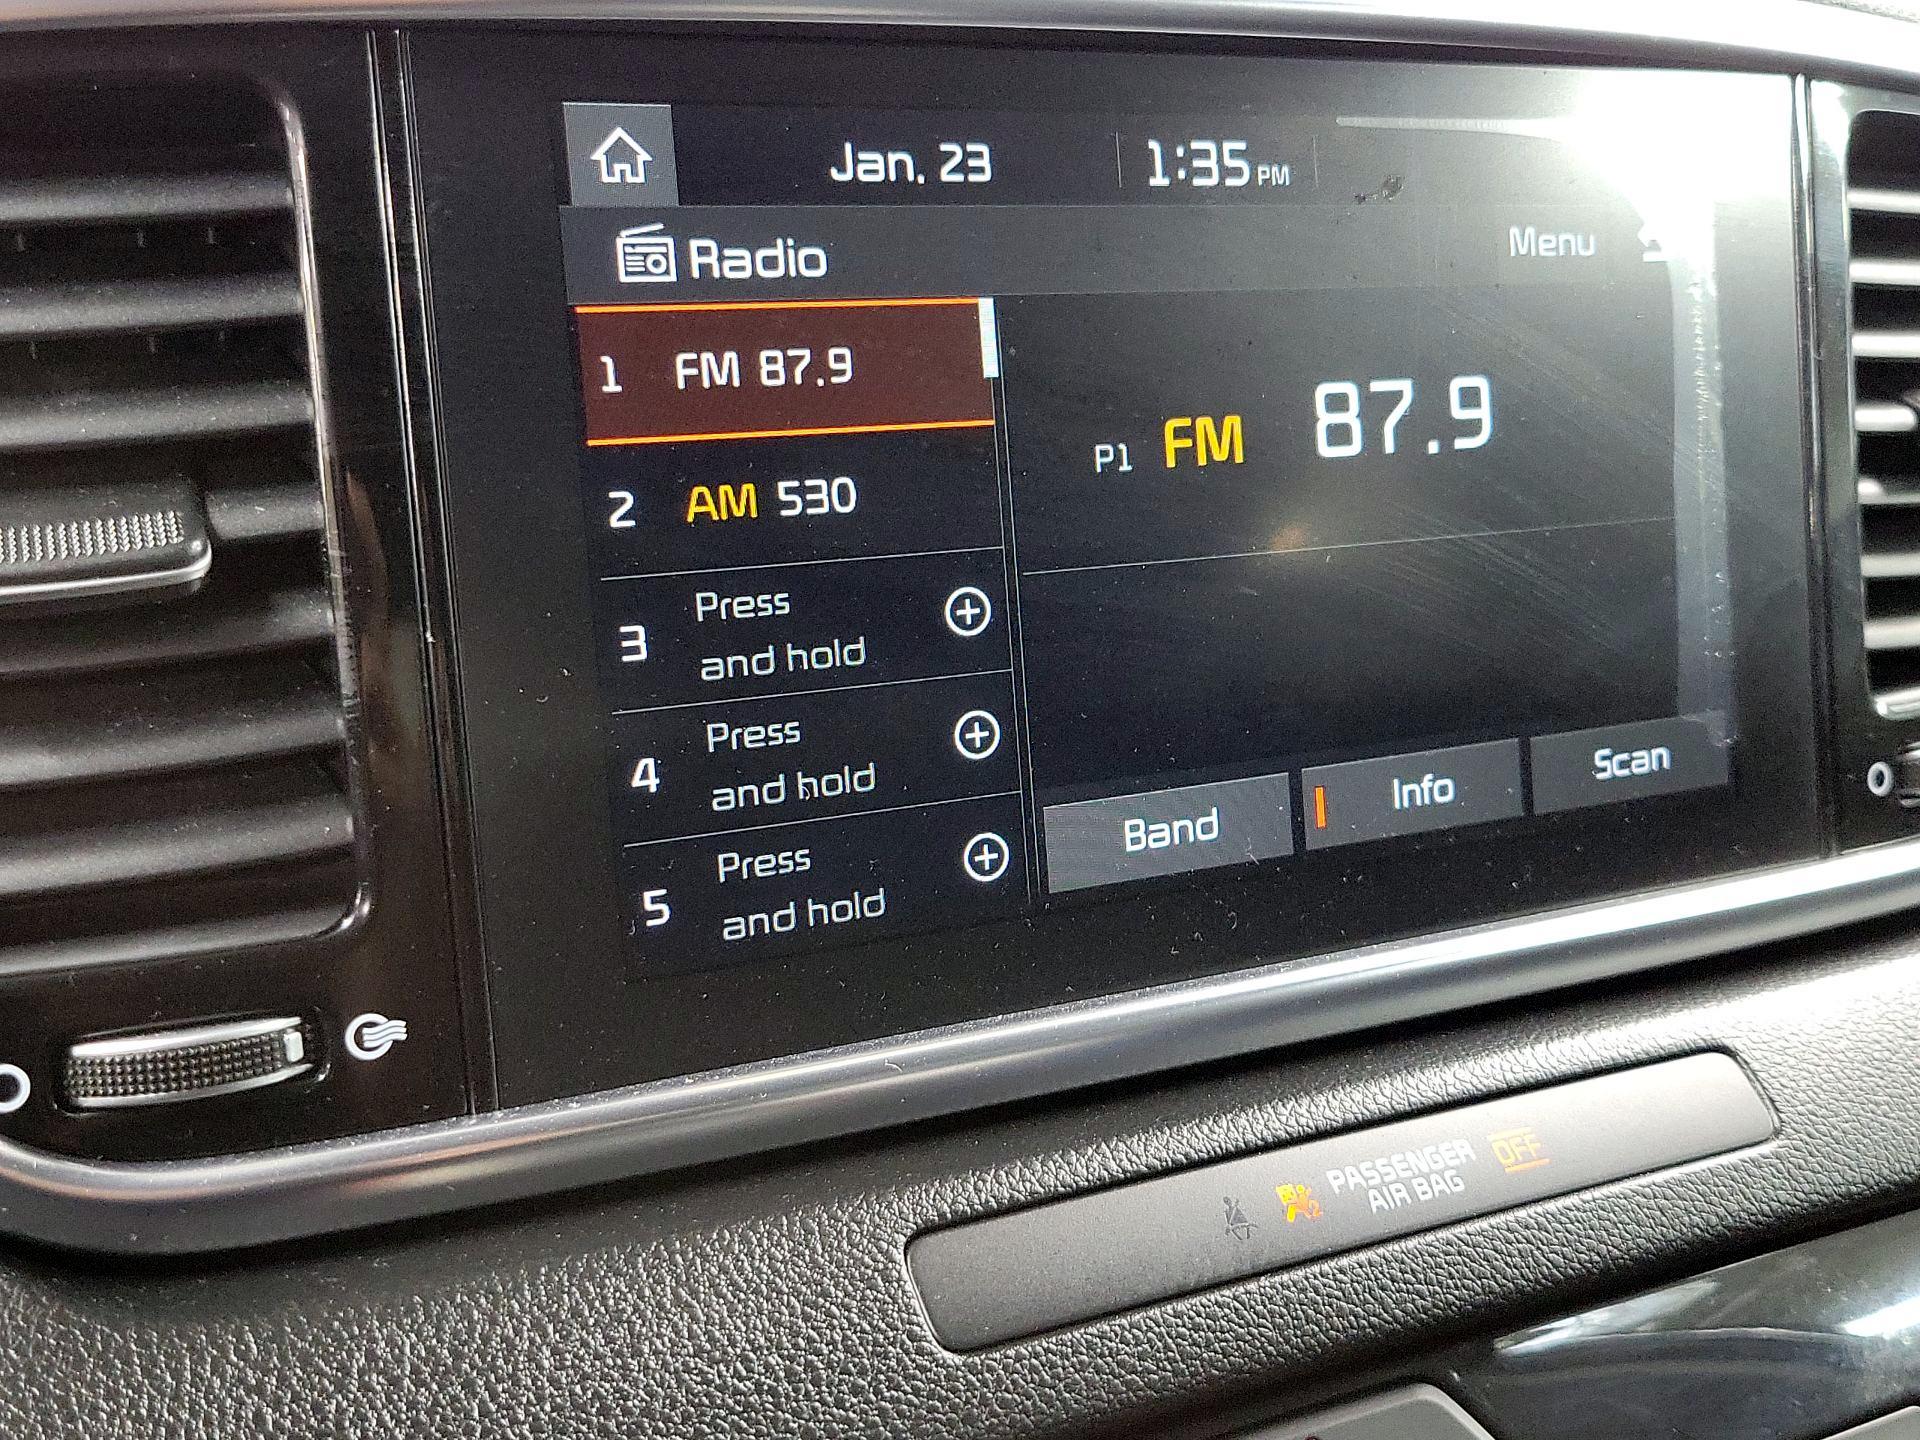 Jan. 23
1:35 PM
Radio
Menu
1 FM 87.9
2 AM 530
3 Press
and hold
4 Press
and hold
5 Press
and hold
P1 FM 87.9
Band
Info
Scan
2
PASSENGER
AIR BAG
OFF